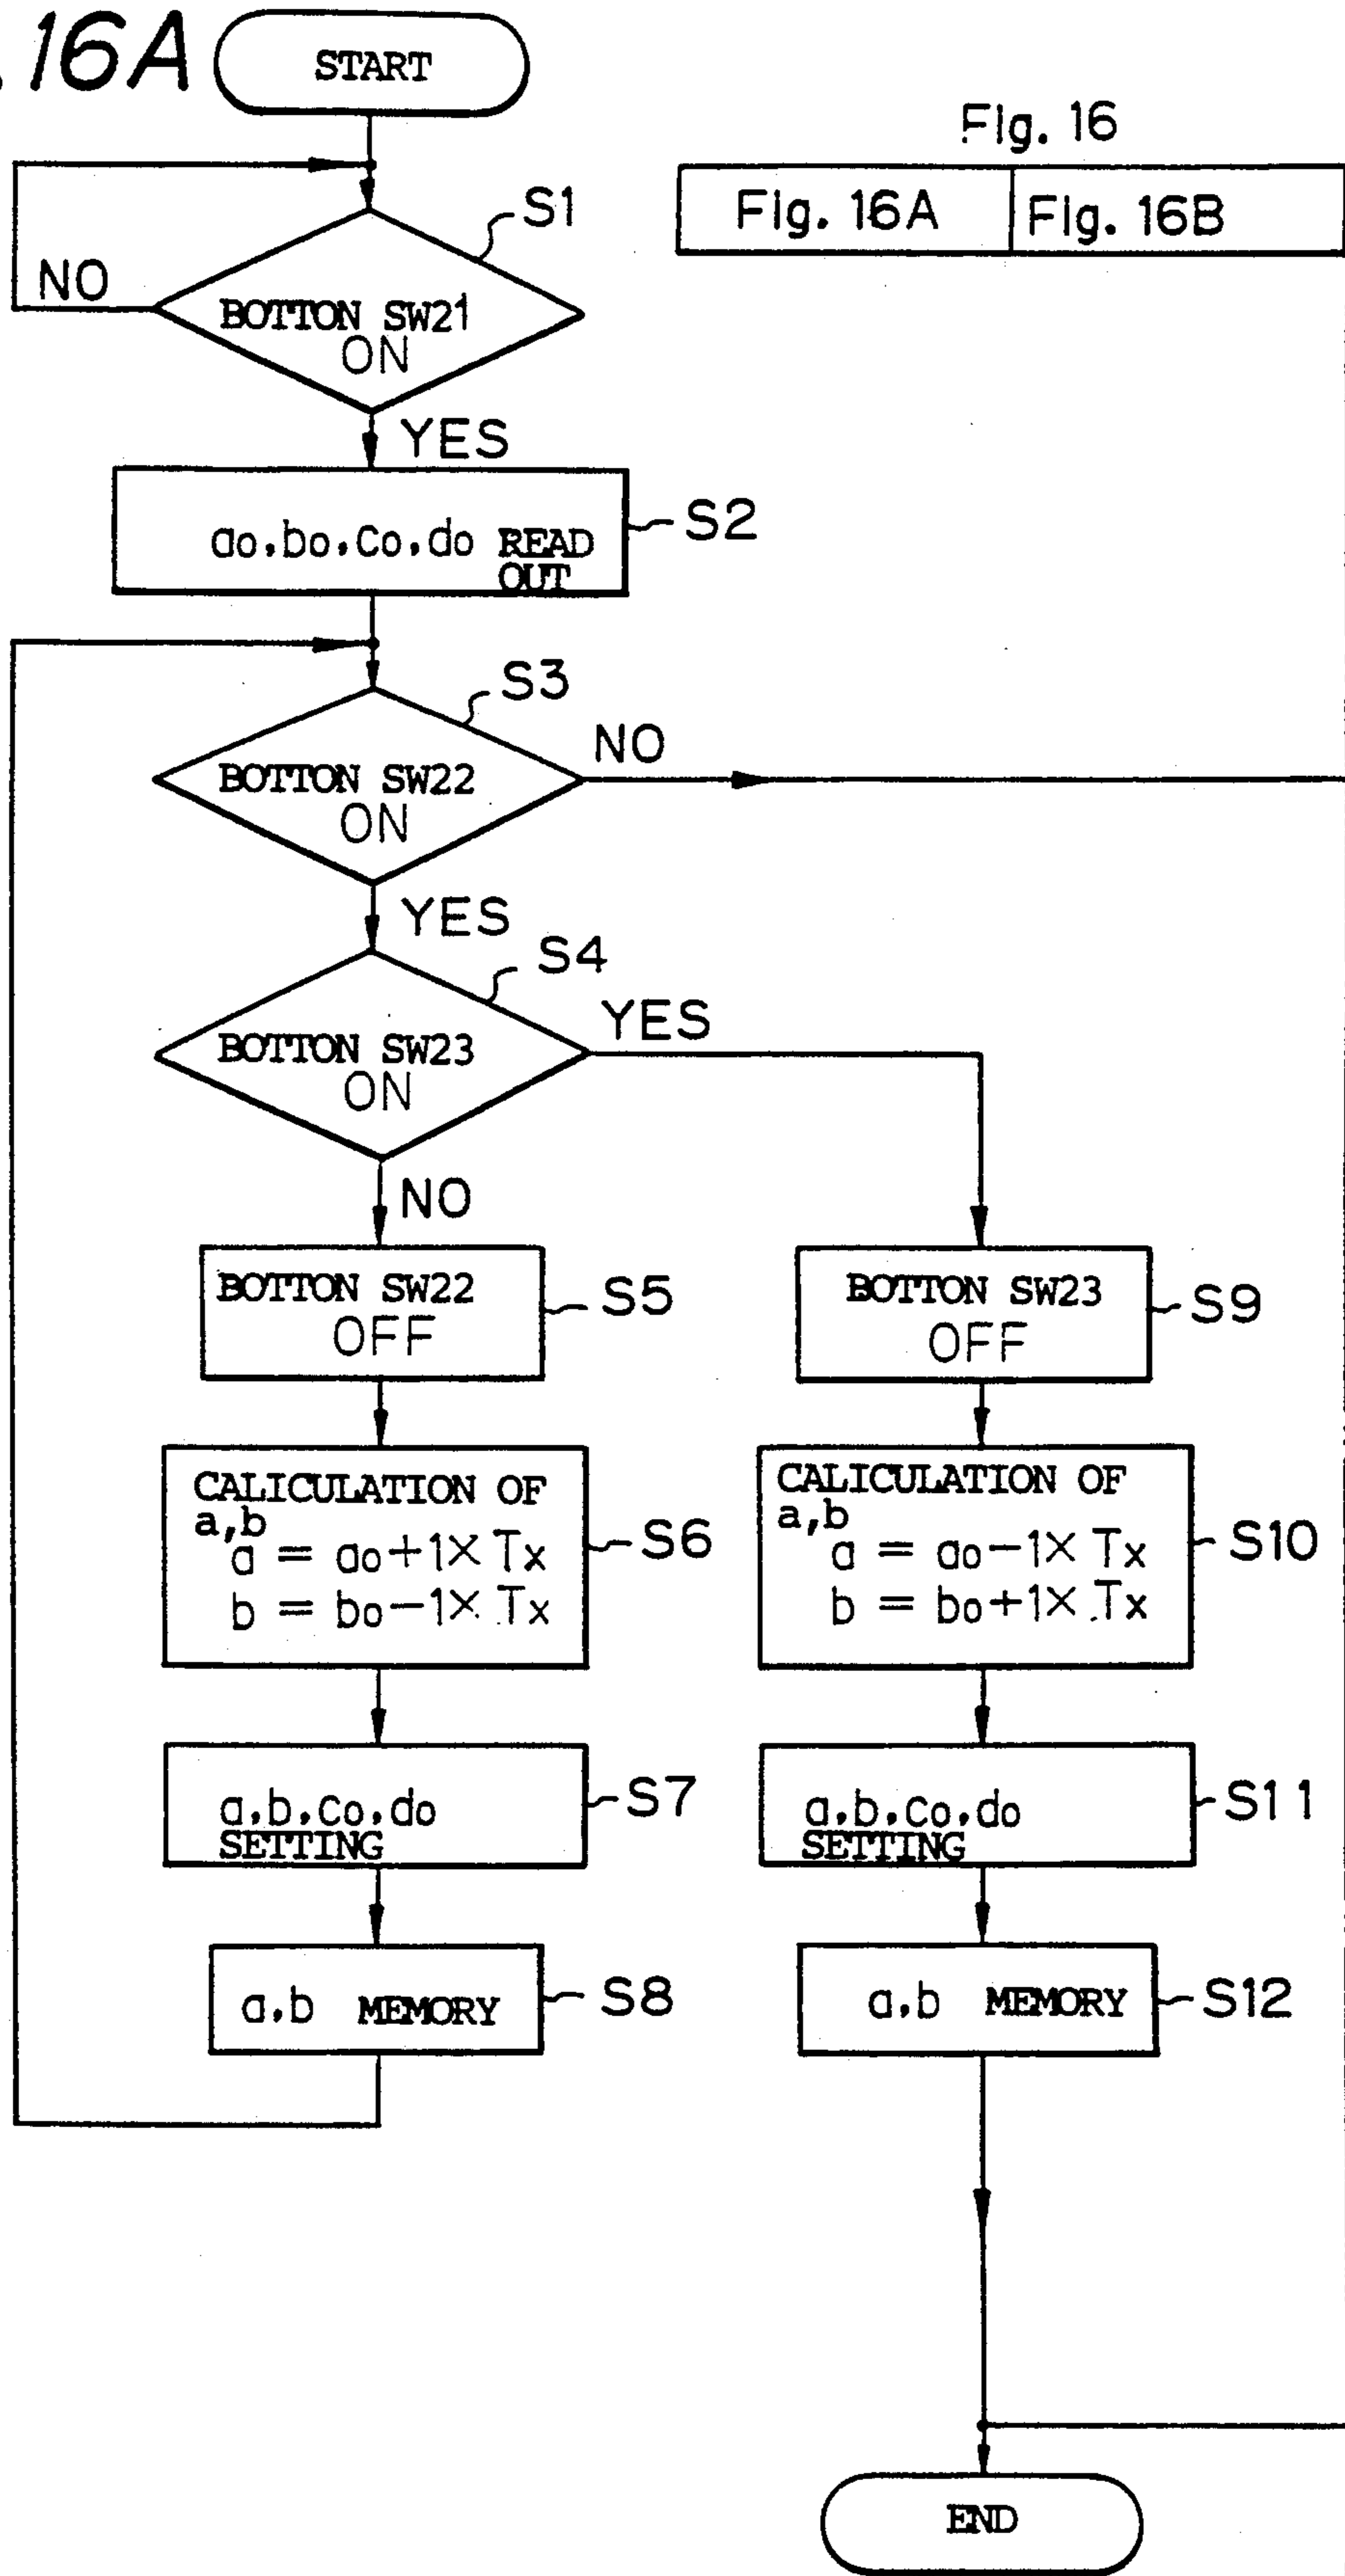 . 16A
START
Fig. 16
Fig. 16A
Fig. 16B
S1
NO
BOTTON SW21
ON
YES
S2
ao,bo,co,do READ
OUT
S3
BOTTON SW22
ON
NO
YES
S4
BOTTON SW23
ON
YES
NO
BOTTON SW22
OFF
S5
BOTTON SW23
OFF
S9
CALICULATION OF
a,b
a = ao+1× Tx
b = bo-1× Tx
S6
CALICULATION OF
a,b
a = ao-1× Tx
b = bo+1× Tx
S10
a,b,co,do
SETTING
S7
a,b,co,do
SETTING
S11
a,b MEMORY
S8
a,b MEMORY
S12
END